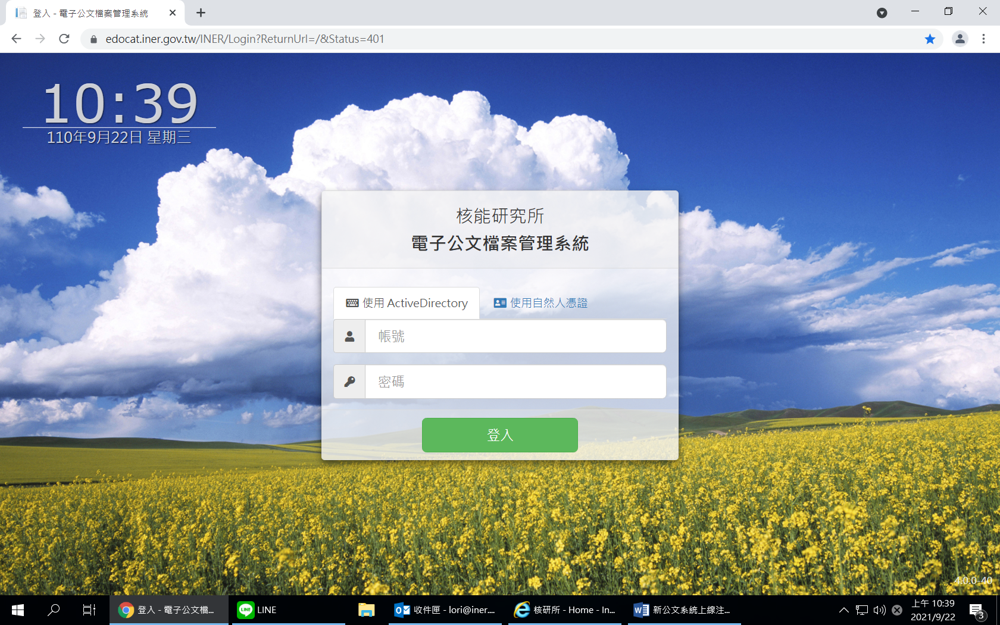 登入 - 電子公文檔案管理系統
edocat.iner.gov.tw/INER/Login?ReturnUrl=/&Status=401
10:39
110年9月22日 星期三
核能研究所
電子公文檔案管理系統
使用 ActiveDirectory
使用自然人憑證
帳號
密碼
登入
4.0.0-40
登入 - 電子公文檔...
LINE
收件匣 - lori@iner....
核研所 - Home - In...
新公文系統上線注...
上午 10:39
2021/9/22
3